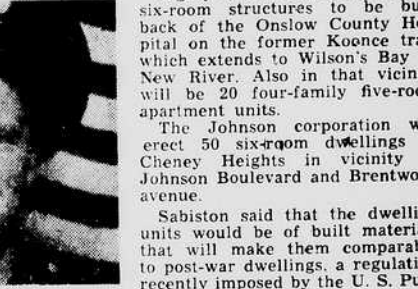 six-room structures to be bu
back of the Onslow County Ho
pital on the former Koonce tra
which extends to Wilson's Bay
New River. Also in that vicin
will be 20 four-family five-roo
apartment units.
The Johnson corporation w
erect 50 six-room dwellings
Cheney Heights in vicinity
Johnson Boulevard and Brentwo
avenue.
Sabiston said that the dwelli
units would be of built materia
that will make them comparab
to post-war dwellings, a regulati
recently imposed by the U. S. Pu